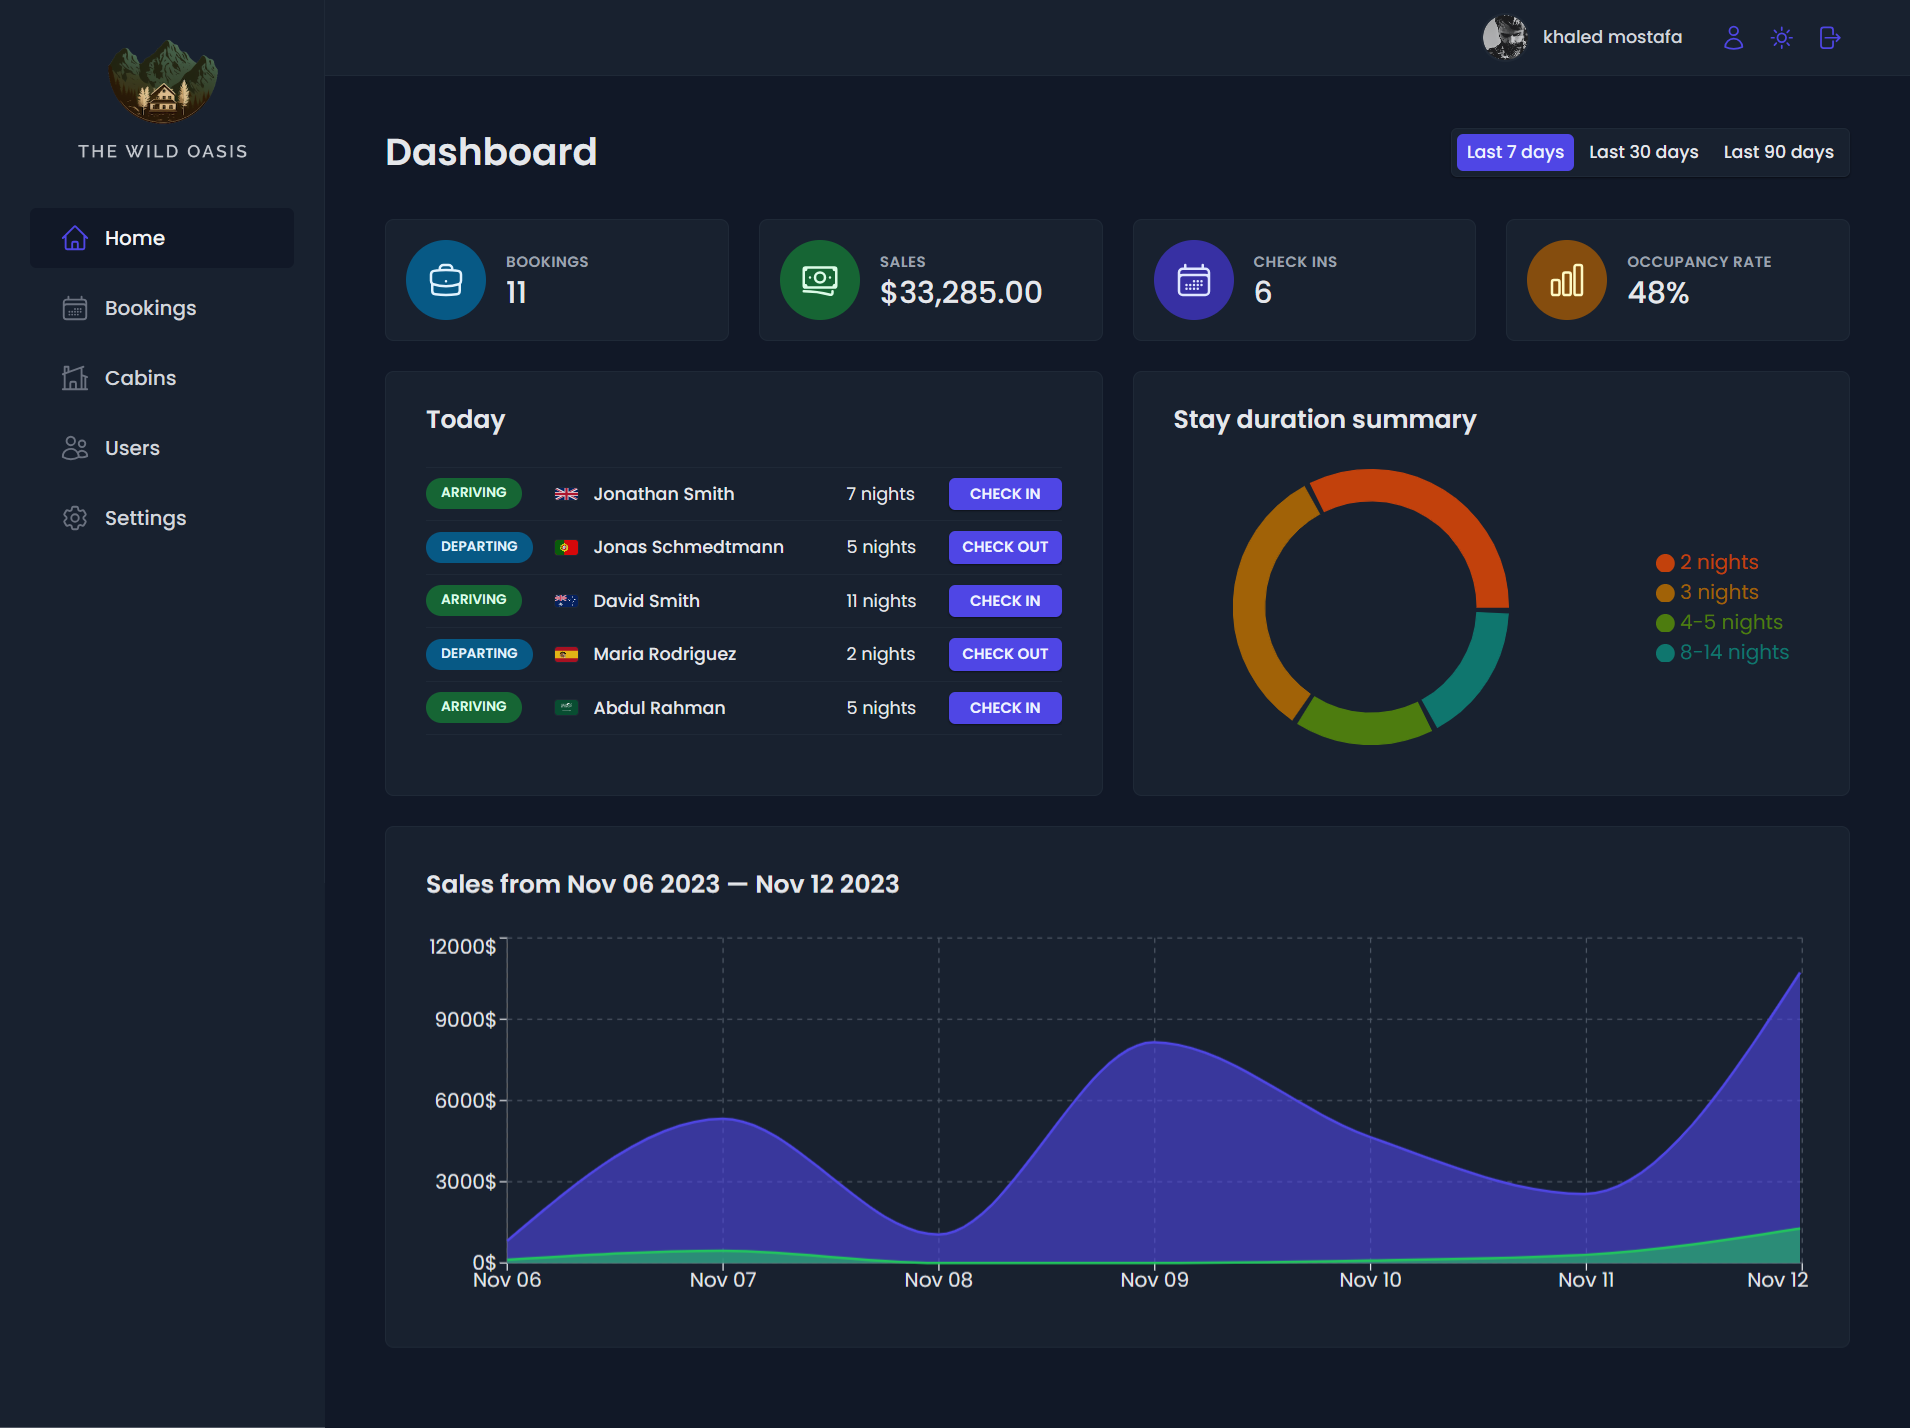 THE WILD OASIS
Home
Bookings
Cabins
Users
Settings
khaled mostafa
Dashboard
Last 7 days Last 30 days Last 90 days
BOOKINGS
11
SALES
$33,285.00
CHECK INS
6
OCCUPANCY RATE
48%
Today
ARRIVING Jonathan Smith 7 nights CHECK IN
DEPARTING Jonas Schmedtmann 5 nights CHECK OUT
ARRIVING David Smith 11 nights CHECK IN
DEPARTING Maria Rodriguez 2 nights CHECK OUT
ARRIVING Abdul Rahman 5 nights CHECK IN
Stay duration summary
2 nights
3 nights
4-5 nights
8-14 nights
Sales from Nov 06 2023 — Nov 12 2023
12000$
9000$
6000$
3000$
0$
Nov 06 Nov 07 Nov 08 Nov 09 Nov 10 Nov 11 Nov 12